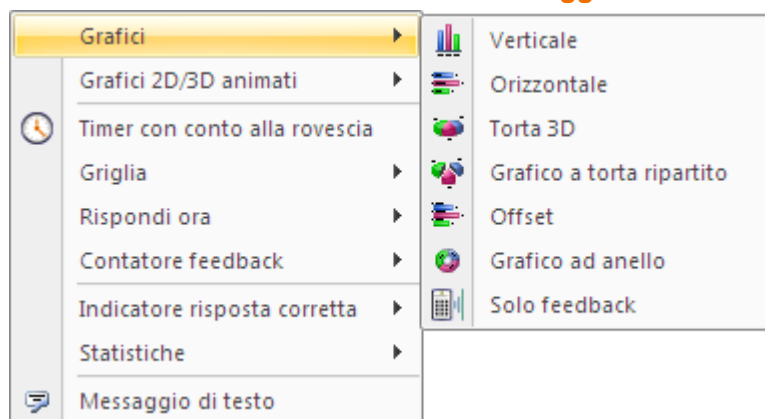 Grafici
Grafici 2D/3D animati
Timer con conto alla rovescia
Griglia
Rispondi ora
Contatore feedback
Indicatore risposta corretta
Statistiche
Messaggio di testo
Verticale
Orizzontale
Torta 3D
Grafico a torta ripartito
Offset
Grafico ad anello
Solo feedback